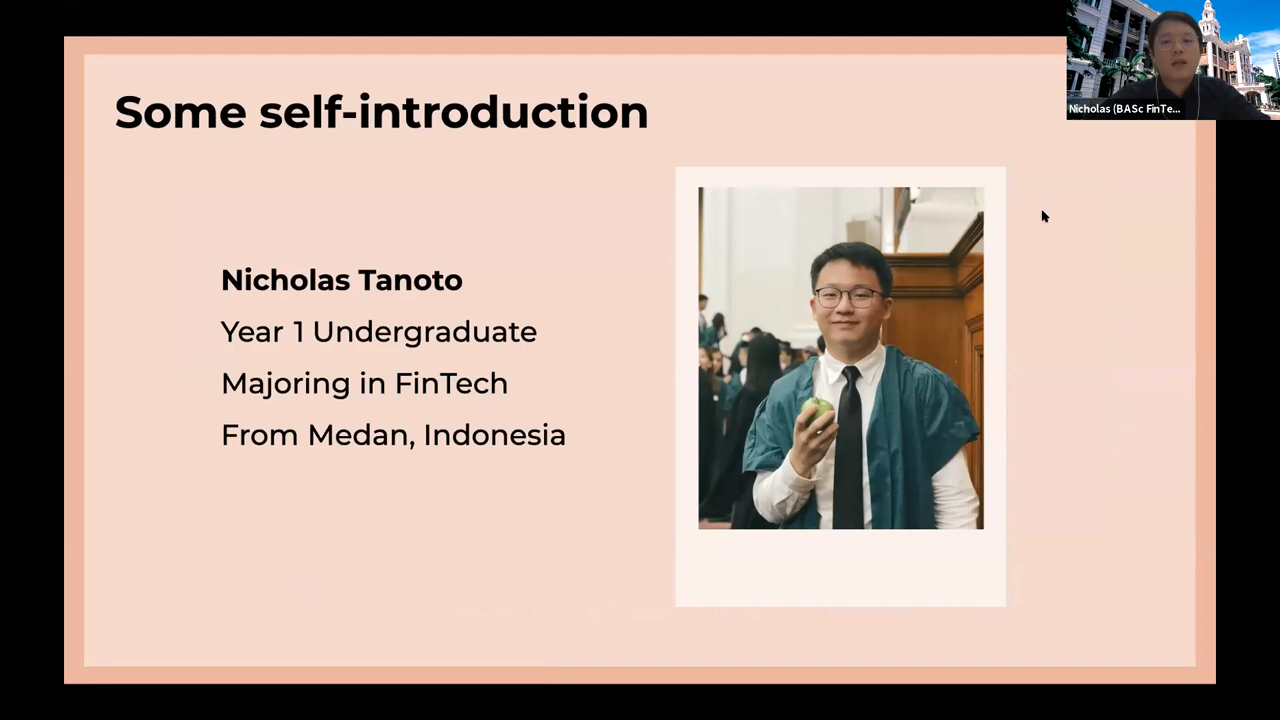 Some self-introduction
Nicholas (BASc FinTe...
Nicholas Tanoto
Year 1 Undergraduate
Majoring in FinTech
From Medan, Indonesia